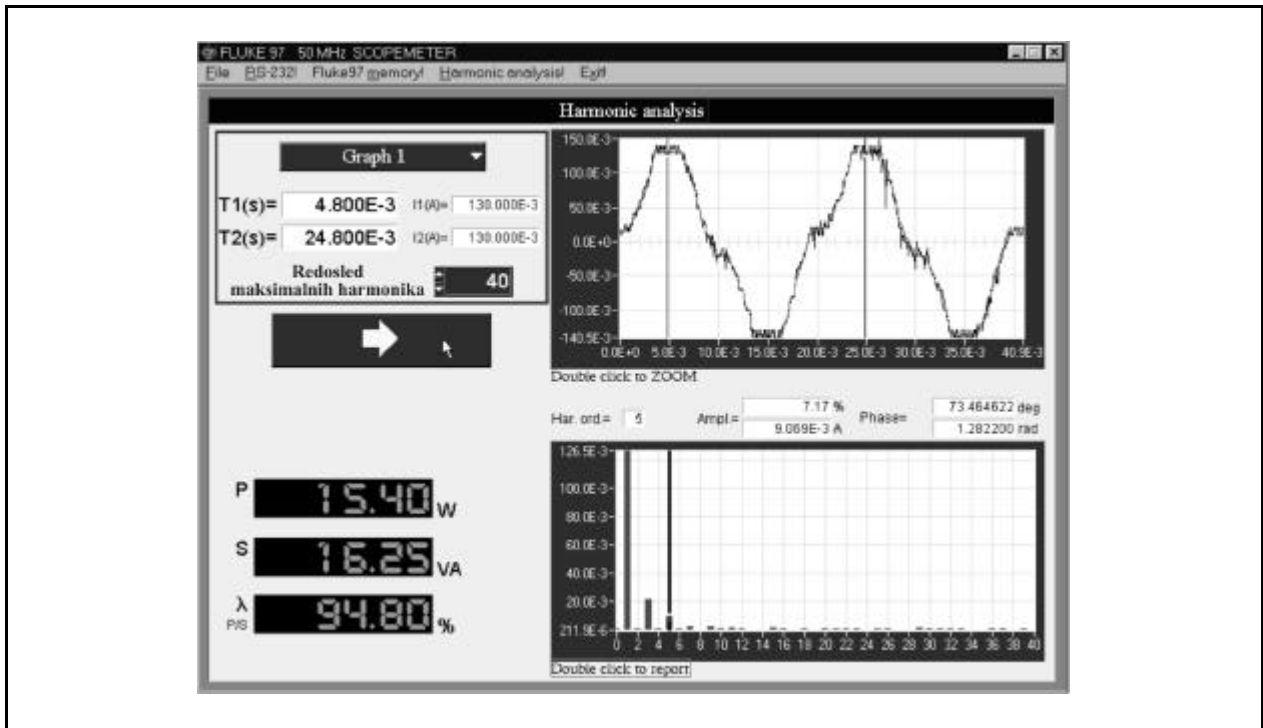 FLUKE 97 50 MHz SCOPEMETER
File RS-232! Fluke97 memory! Harmonic analysis! Exit!
Harmonic analysis
Graph 1
T1(s)= 4.800E-3 I1(A)= 130.000E-3
T2(s)= 24.800E-3 I2(A)= 130.000E-3
Redosled
maksimalnih harmonika 40
150.0E-3
100.0E-3
50.0E-3
0.0E+0
-50.0E-3
-100.0E-3
-140.5E-3
0.0E+0 5.0E-3 10.0E-3 15.0E-3 20.0E-3 25.0E-3 30.0E-3 35.0E-3 40.9E-3
Double click to ZOOM
Har. ord.= 5 Ampl.= 7.17 % Phase= 73.464622 deg
9.069E-3 A 1.282200 rad
P 15.40 W
S 16.25 VA
λ P/S 94.80 %
126.5E-3
100.0E-3
80.0E-3
60.0E-3
40.0E-3
20.0E-3
211.9E-6
0 2 4 6 8 10 12 14 16 18 20 22 24 26 28 30 32 34 36 38 40
Double click to report